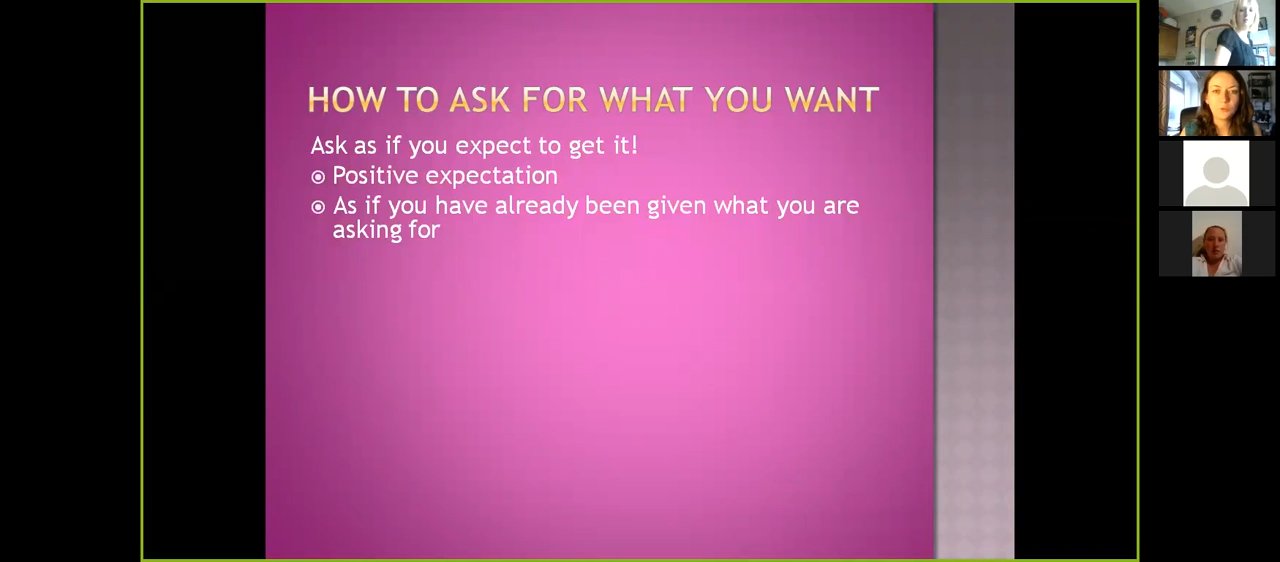 HOW TO ASK FOR WHAT YOU WANT
Ask as if you expect to get it!
Positive expectation
As if you have already been given what you are
asking for